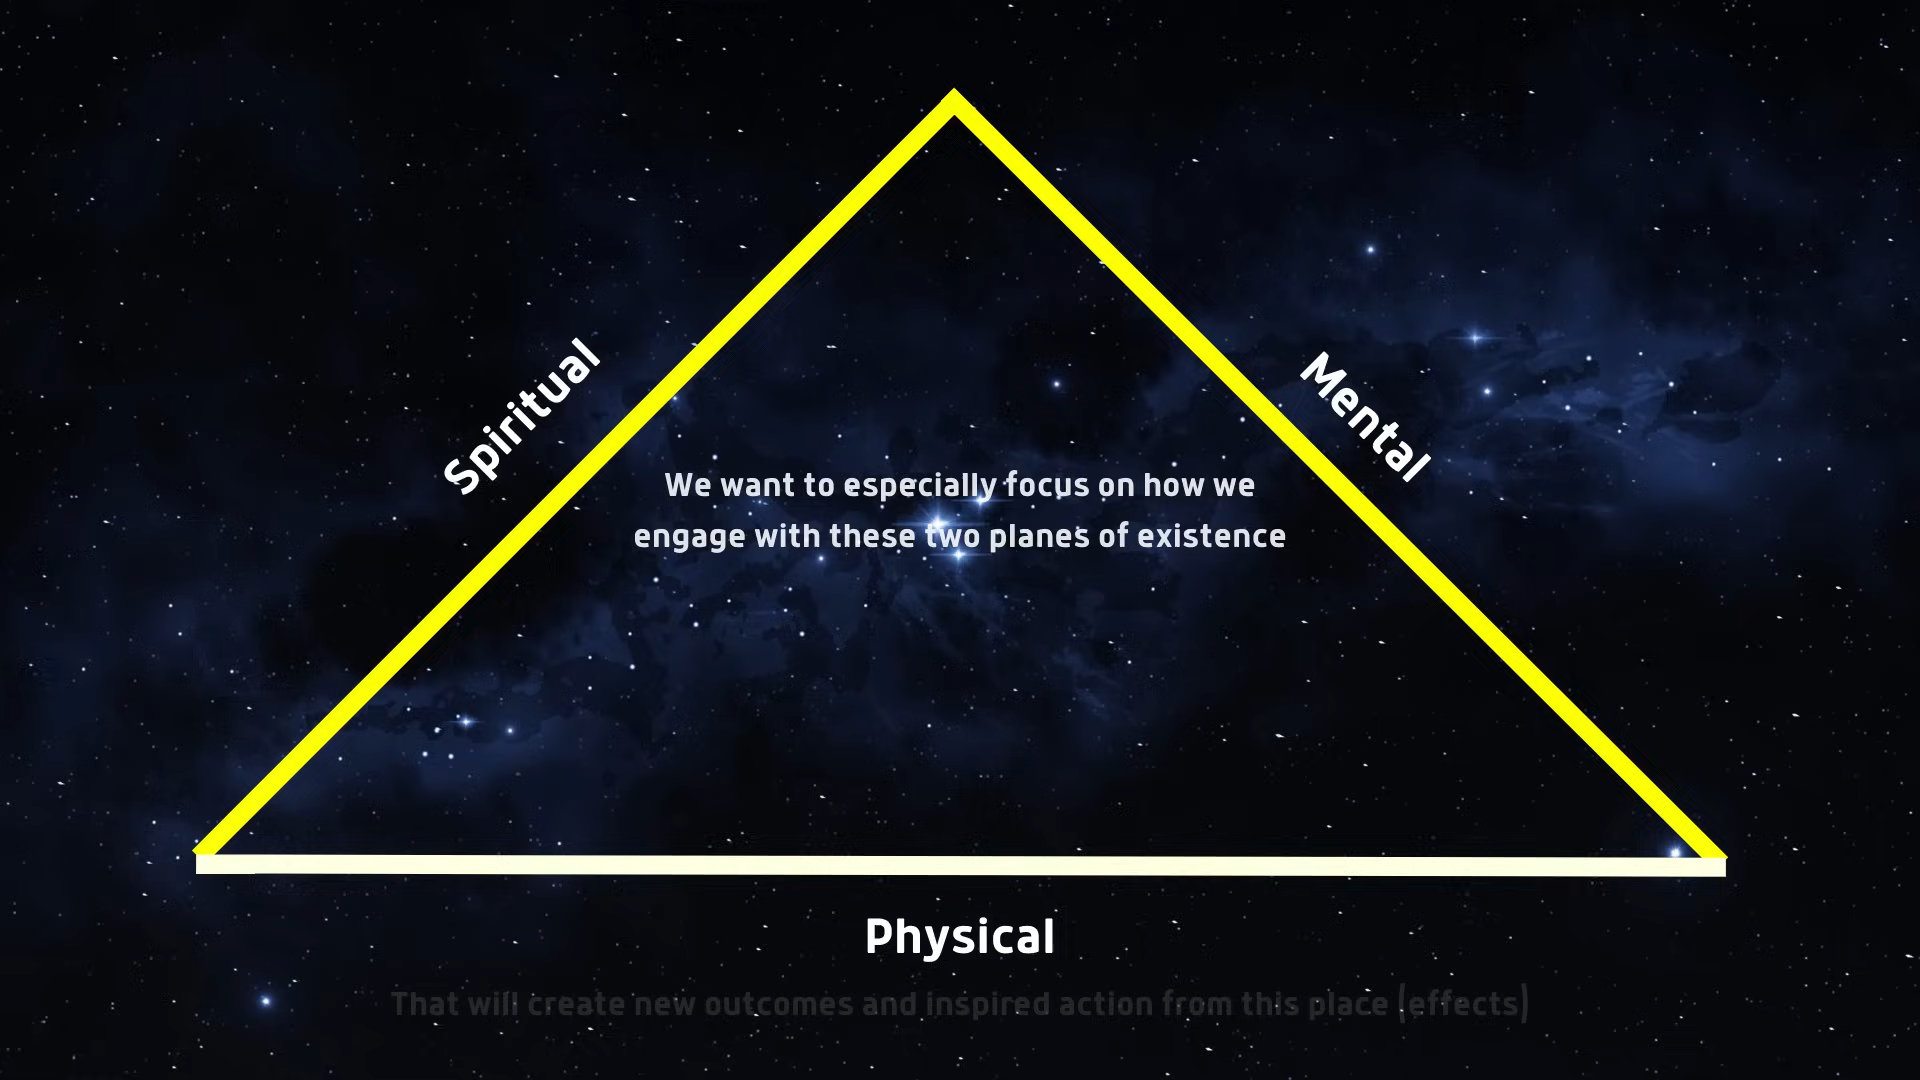 Spiritual
Mental
We want to especially focus on how we
engage with these two planes of existence
Physical
That will create new outcomes and inspired action from this place (effects)